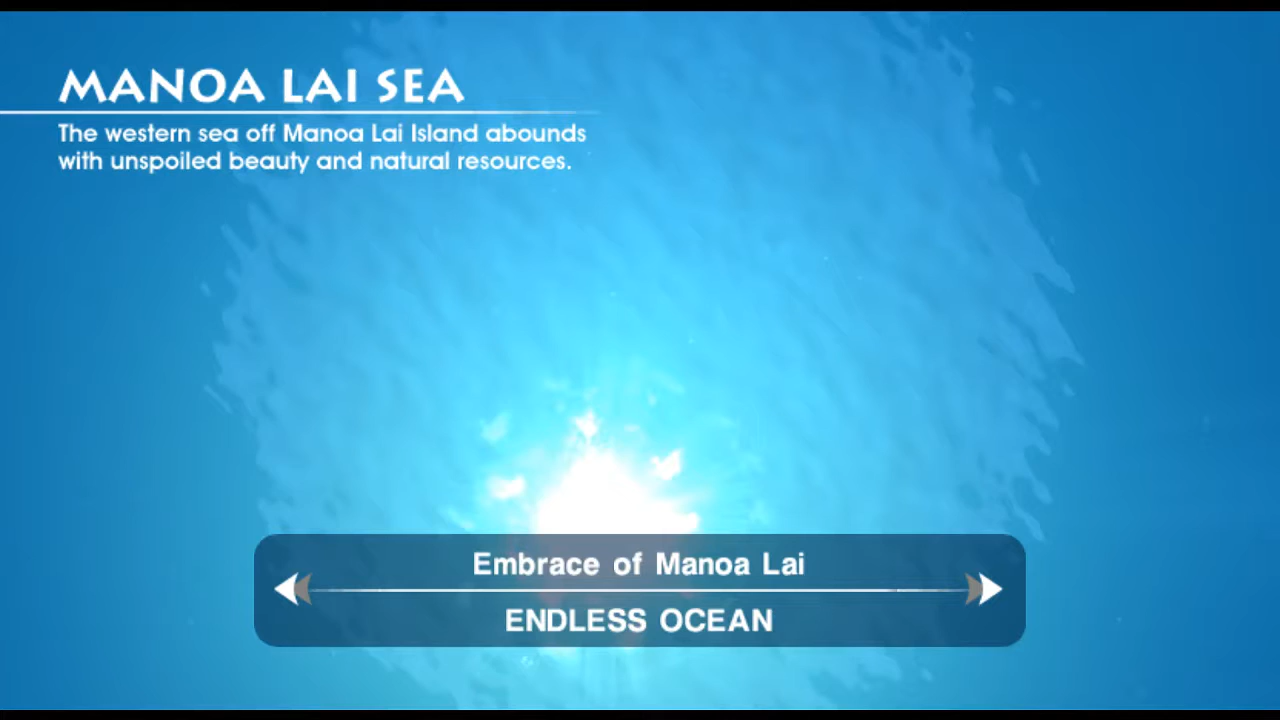 MANOA LAI SEA
The western sea off Manoa Lai Island abounds
with unspoiled beauty and natural resources.
Embrace of Manoa Lai
ENDLESS OCEAN